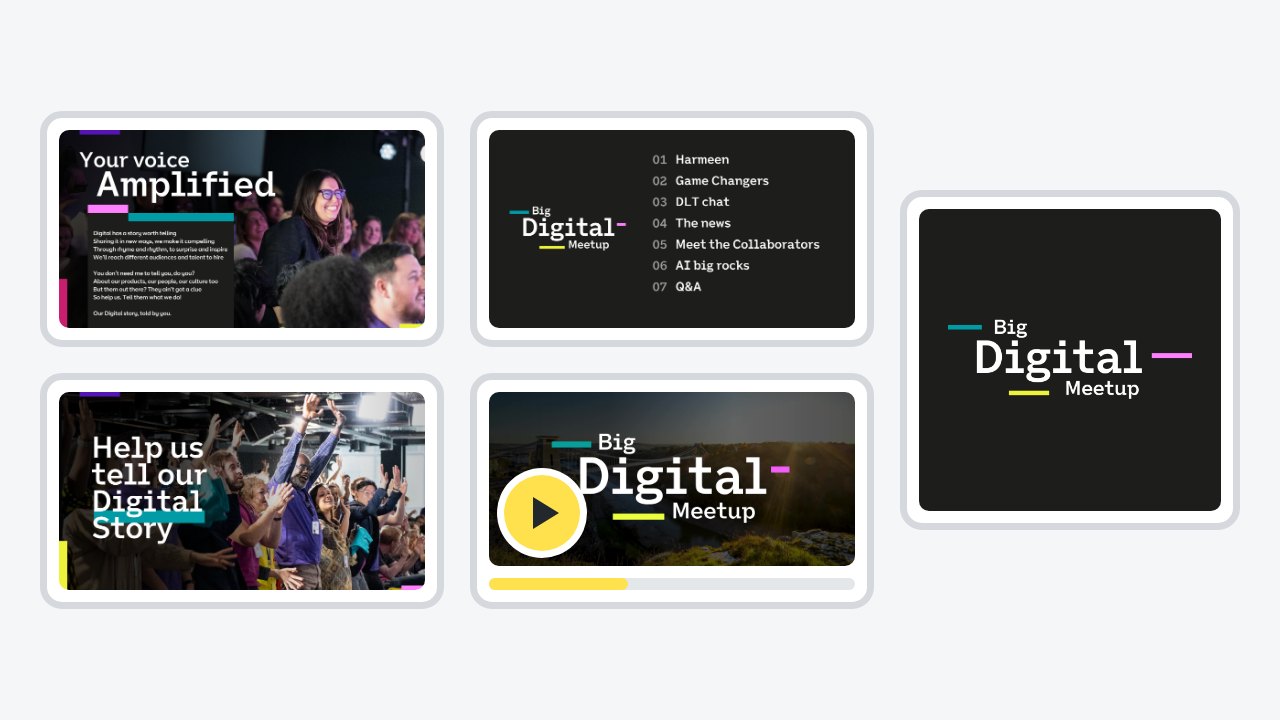 Your voice
Amplified
Digital has a story worth telling
Sharing it in new ways, we make it compelling
Through rhyme and rhythm, to surprise and inspire
We'll reach different audiences and talent to hire
You don't need me to tell you, do you?
About our products, our people, our culture too
But them out there? They ain't got a clue
So help us. Tell them what we do!
Our Digital story, told by you.
Big
Digital
Meetup
01 Harmeen
02 Game Changers
03 DLT chat
04 The news
05 Meet the Collaborators
06 AI big rocks
07 Q&A
Help us
tell our
Digital
Story
Big
Digital
Meetup
Big
Digital
Meetup